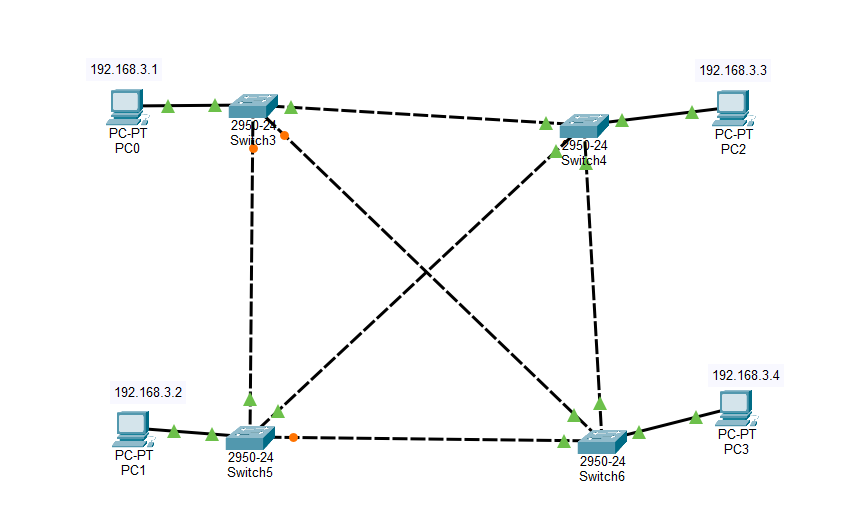 192.168.3.1
PC-PT
PC0
2950-24
Switch3
192.168.3.3
2950-24
Switch4
PC-PT
PC2
192.168.3.2
PC-PT
PC1
2950-24
Switch5
192.168.3.4
2950-24
Switch6
PC-PT
PC3